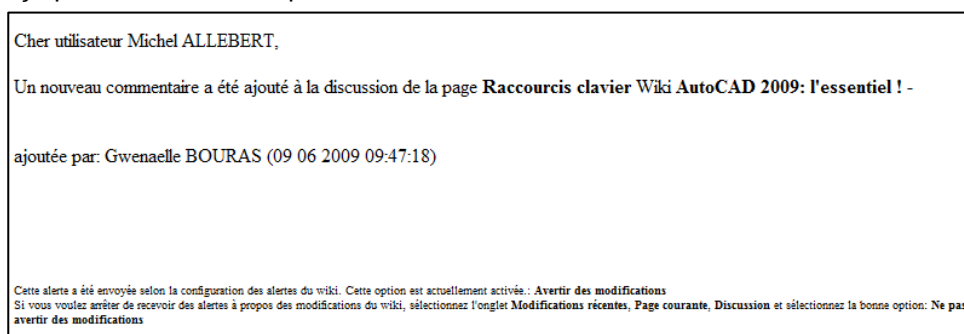 Cher utilisateur Michel ALLEBERT,
Un nouveau commentaire a été ajouté à la discussion de la page Raccourcis clavier Wiki AutoCAD 2009: l'essentiel ! -
ajoutée par: Gwenaelle BOURAS (09 06 2009 09:47:18)
Cette alerte a été envoyée selon la configuration des alertes du wiki. Cette option est actuellement activée.: Avertir des modifications
Si vous voulez arrêter de recevoir des alertes à propos des modifications du wiki, sélectionnez l'onglet Modifications récentes, Page courante, Discussion et sélectionnez la bonne option: Ne pas
avertir des modifications